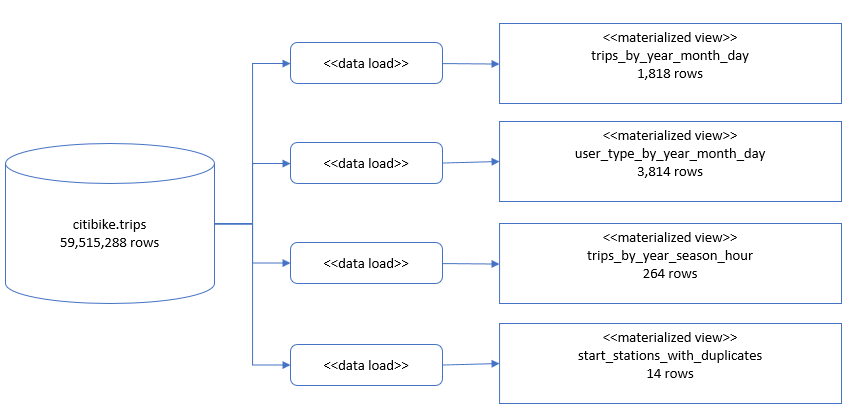 citibike.trips
59,515,288 rows
<<data load>>
<<materialized view>>
trips_by_year_month_day
1,818 rows
<<data load>>
<<materialized view>>
user_type_by_year_month_day
3,814 rows
<<data load>>
<<materialized view>>
trips_by_year_season_hour
264 rows
<<data load>>
<<materialized view>>
start_stations_with_duplicates
14 rows